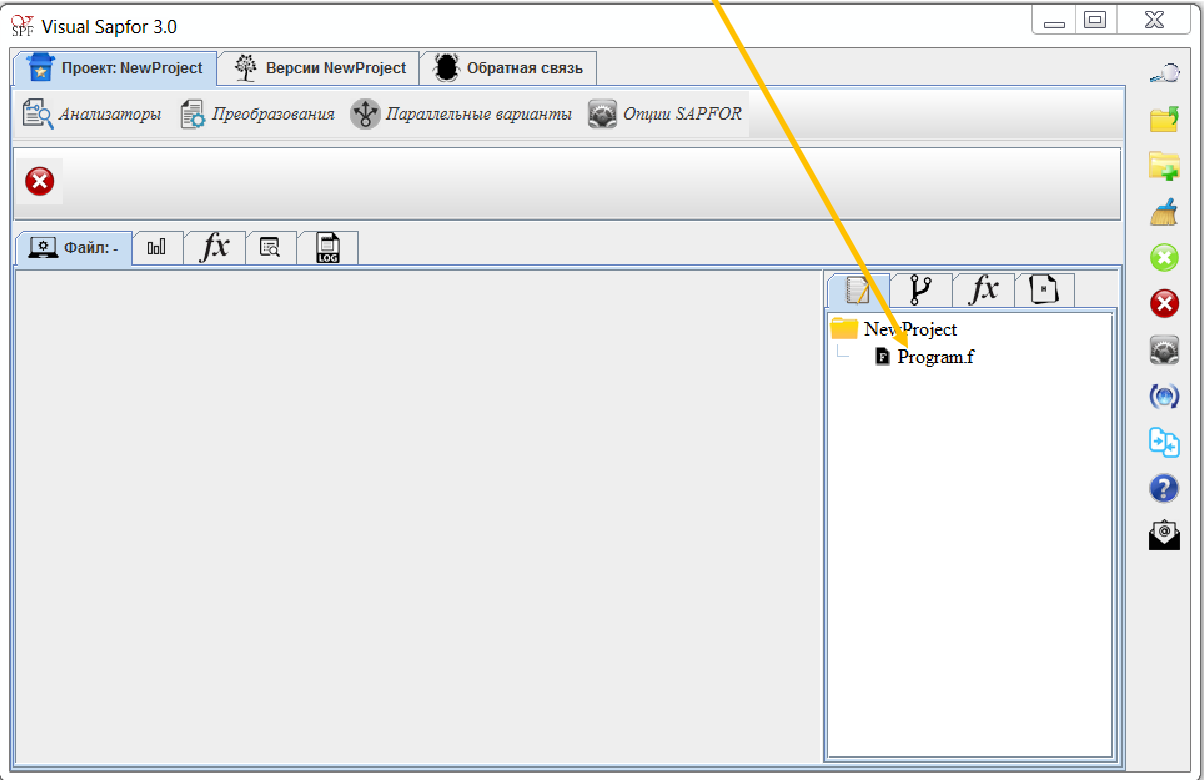 SPF Visual Sapfor 3.0
Проект: NewProject Версии NewProject Обратная связь
Анализаторы Преобразования Параллельные варианты Опции SAPFOR
Файл: - fx LOG
fx H
NewProject
F Program.f
?
@